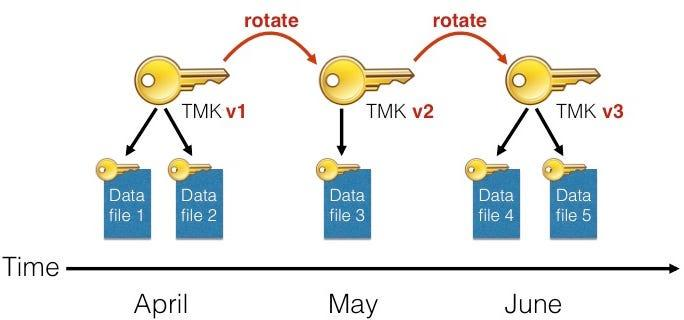 rotate
rotate
TMK v1
TMK v2
TMK v3
Data
file 1
Data
file 2
Data
file 3
Data
file 4
Data
file 5
Time
April
May
June